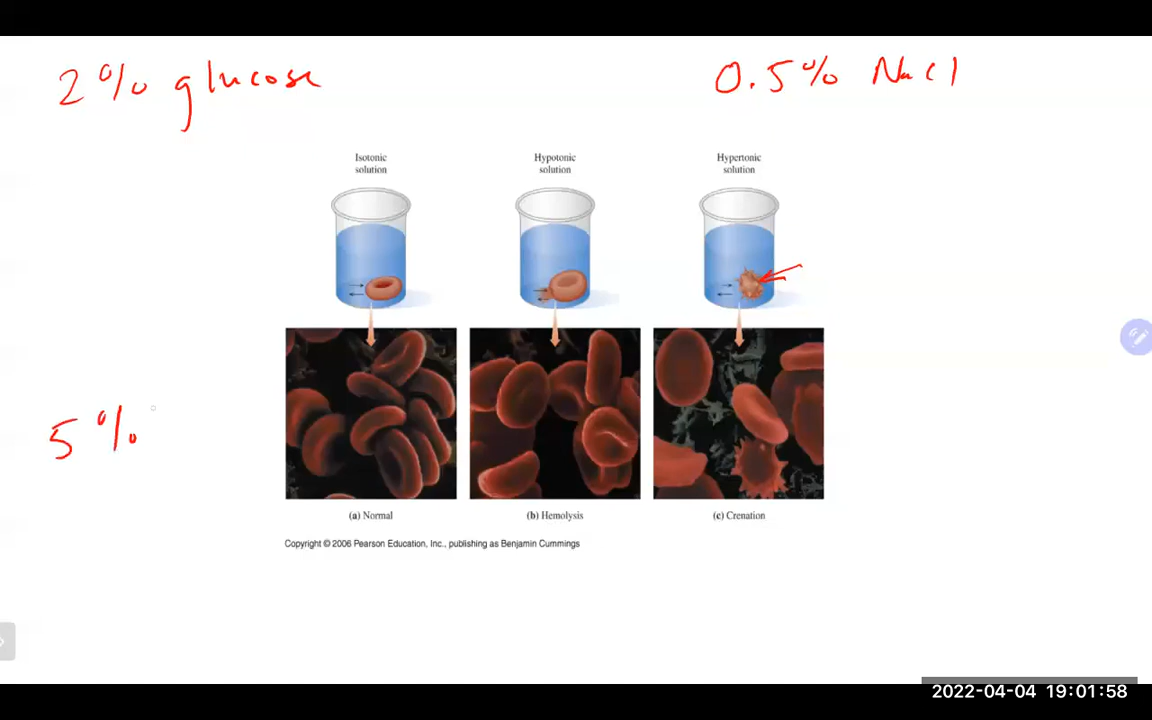 2% glucose
0.5% NaCl
Isotonic
solution
Hypotonic
solution
Hypertonic
solution
5%
(a) Normal
(b) Hemolysis
(c) Crenation
Copyright © 2006 Pearson Education, Inc., publishing as Benjamin Cummings
2022-04-04 19:01:58